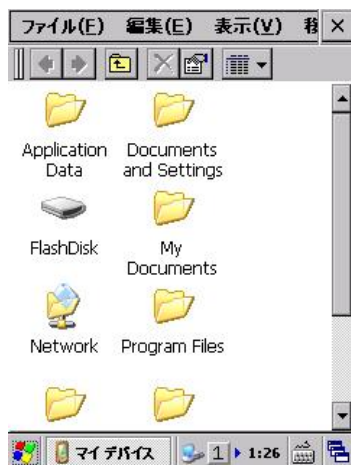 ファイル(F) 編集(E) 表示(V) 移
Application Data
Documents and Settings
FlashDisk
My Documents
Network
Program Files
マイ デバイス 1 1:26